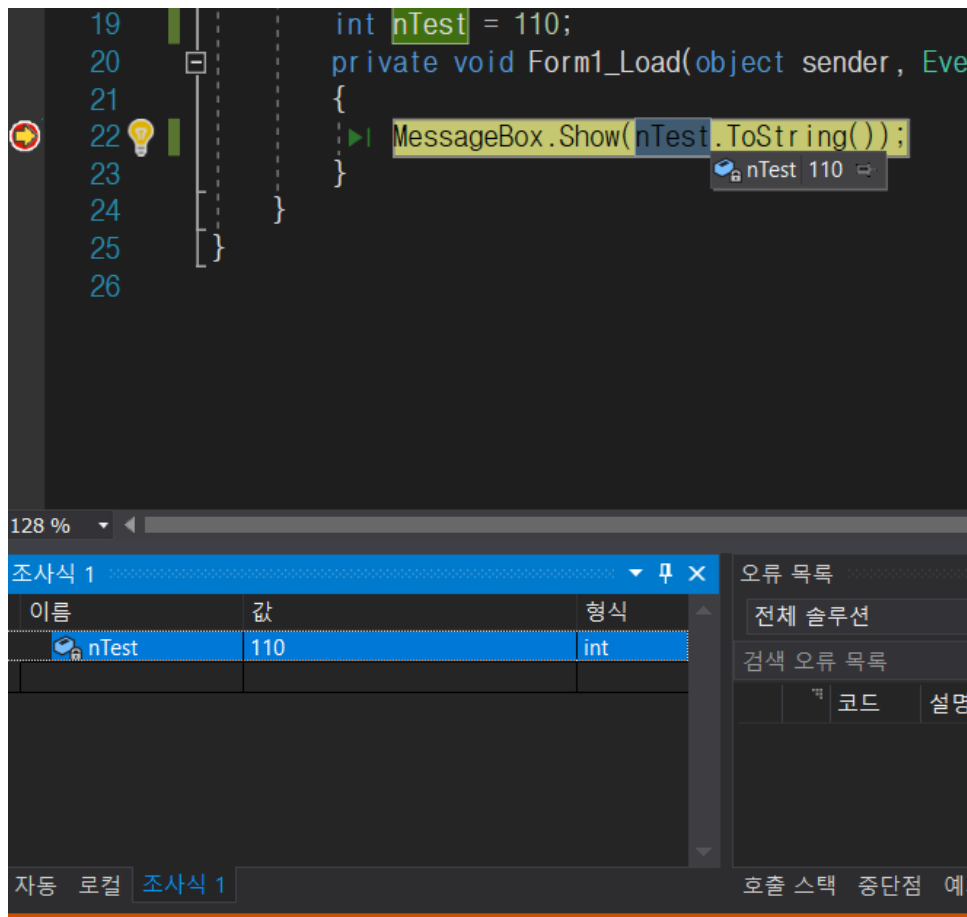 19 int nTest = 110;
20 private void Form1_Load(object sender, Eve
21 {
22 MessageBox.Show(nTest.ToString());
23 }
nTest 110
24 }
25 }
26
128 %
조사식 1
이름 값 형식
nTest 110 int
자동 로컬 조사식 1
오류 목록
전체 솔루션
검색 오류 목록
코드 설명
호출 스택 중단점 예